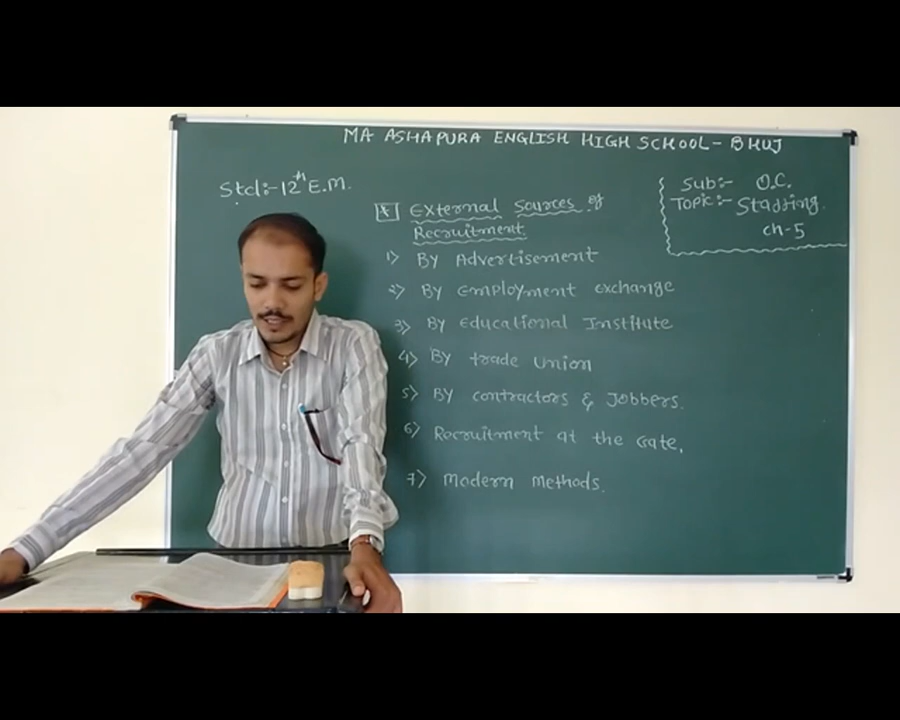 MA ASHAPURA ENGLISH HIGH SCHOOL - BHUJ
Std:- 12th E.M.
Sub:- O.C.
Topic:- Staffing.
Ch-5
* External Sources of
Recruitment
1) By Advertisement
2) By Employment exchange
3) By Educational Institute
4) By trade union
5) By contractors & Jobbers.
6) Recruitment at the Gate.
7) Modern Methods.